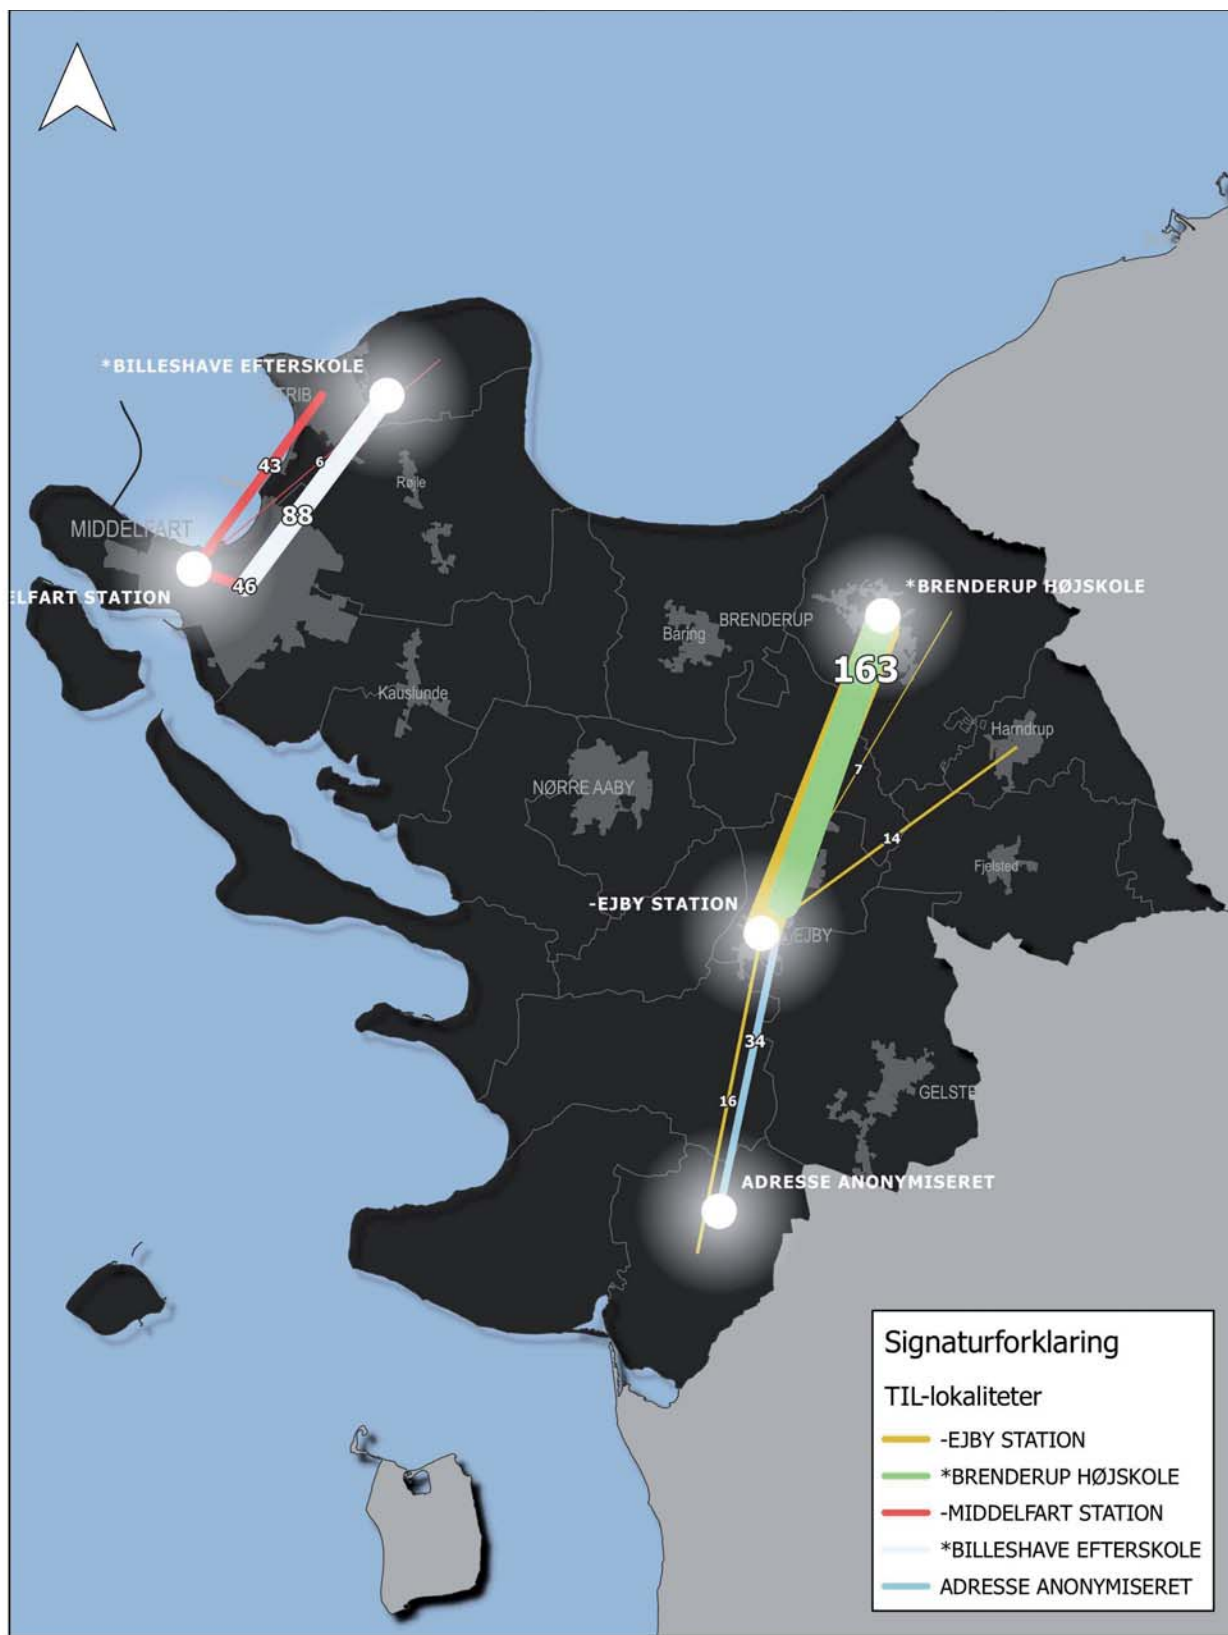 *BILLESHAVE EFTERSKOLE
TRIB
43
6
Røjle
88
MIDDELFART
46
ELFART STATION
*BRENDERUP HØJSKOLE
BRENDERUP
Båring
163
Kauslunde
Harndrup
7
NØRRE AABY
14
Fjelsted
-EJBY STATION
EJBY
34
16
GELSTE
ADRESSE ANONYMISERET
Signaturforklaring
TIL-lokaliteter
-EJBY STATION
*BRENDERUP HØJSKOLE
-MIDDELFART STATION
*BILLESHAVE EFTERSKOLE
ADRESSE ANONYMISERET